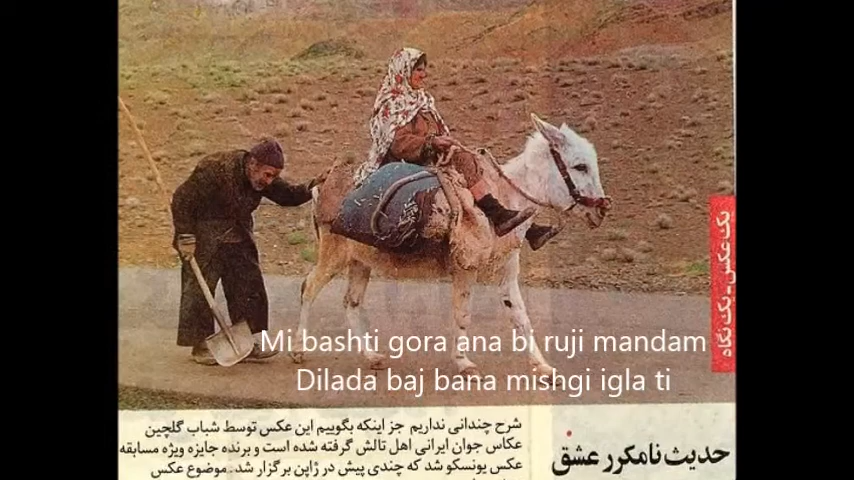 یک عکس - یک نگاه
Mi bashti gora ana bi ruji mandam
Dilada baj bana mishgi igla ti
حدیث نامکرر عشق
شرح چندانی نداریم جز اینکه بگوییم این عکس توسط شباب گلچین
عکاس جوان ایرانی اهل تالش گرفته شده است و برنده جایزه ویژه مسابقه
عکس یونسکو شد که چندی پیش در ژاپن برگزار شد. موضوع عکس